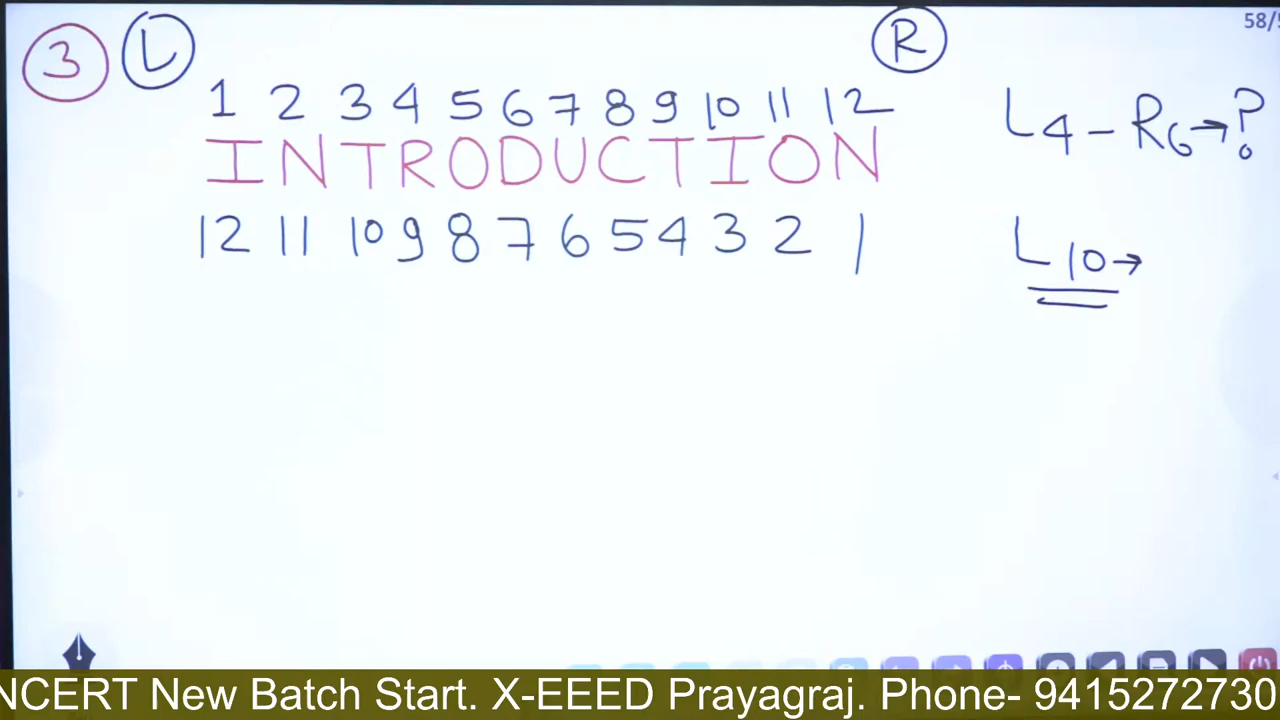 3 L R 58/5
1 2 3 4 5 6 7 8 9 10 11 12
INTRODUCTION
12 11 10 9 8 7 6 5 4 3 2 1
L4 - R6 → ?
L10 →
NCERT New Batch Start. X-EEED Prayagraj. Phone- 9415272730